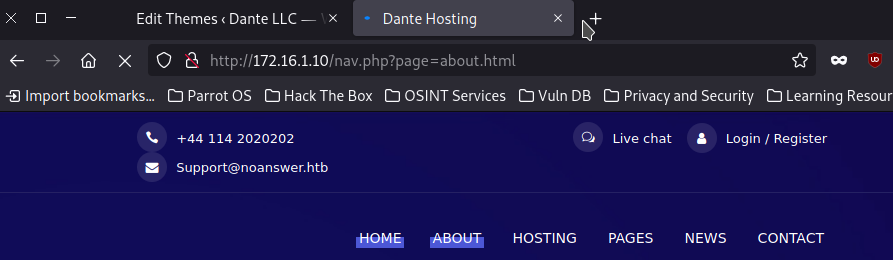 Edit Themes ‹ Dante LLC —
Dante Hosting
http://172.16.1.10/nav.php?page=about.html
Import bookmarks... Parrot OS Hack The Box OSINT Services Vuln DB Privacy and Security Learning Resour
+44 114 2020202 Live chat Login / Register
Support@noanswer.htb
HOME ABOUT HOSTING PAGES NEWS CONTACT